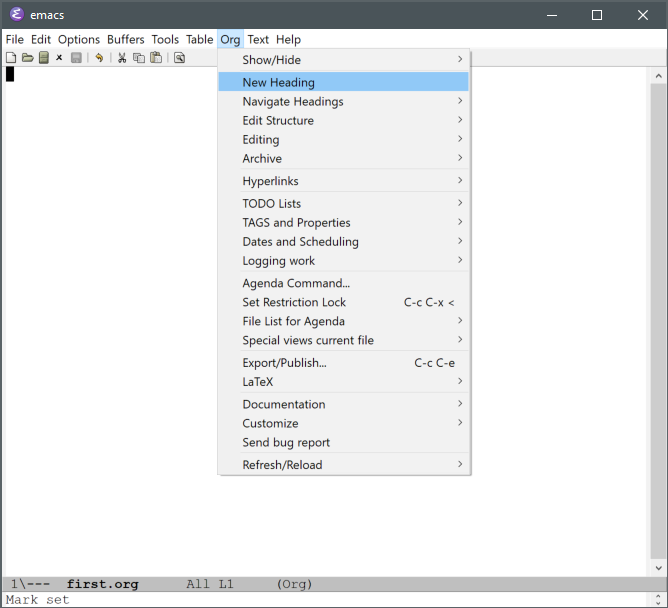 emacs
File Edit Options Buffers Tools Table Org Text Help
Show/Hide
New Heading
Navigate Headings
Edit Structure
Editing
Archive
Hyperlinks
TODO Lists
TAGS and Properties
Dates and Scheduling
Logging work
Agenda Command...
Set Restriction Lock C-c C-x <
File List for Agenda
Special views current file
Export/Publish... C-c C-e
LaTeX
Documentation
Customize
Send bug report
Refresh/Reload
1\--- first.org All L1 (Org)
Mark set